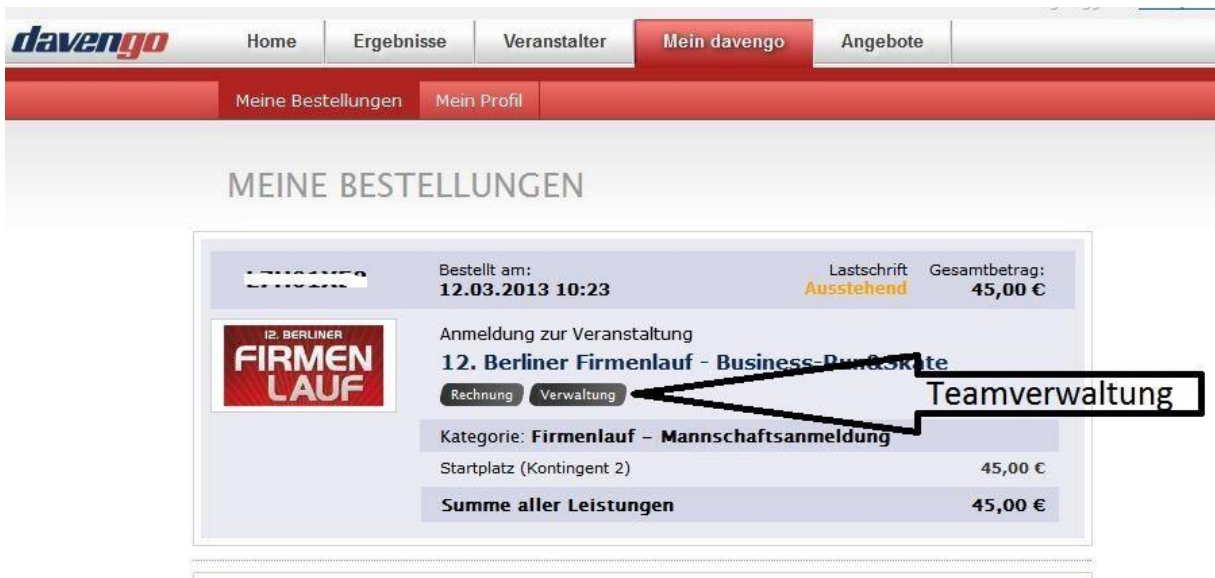 davengo
Home Ergebnisse Veranstalter Mein davengo Angebote
Meine Bestellungen Mein Profil
MEINE BESTELLUNGEN
Bestellt am: Lastschrift Gesamtbetrag:
12.03.2013 10:23 Ausstehend 45,00 €
12. BERLINER
FIRMEN
LAUF
Anmeldung zur Veranstaltung
12. Berliner Firmenlauf - Business-Run&Skate
Rechnung Verwaltung
Teamverwaltung
Kategorie: Firmenlauf – Mannschaftsanmeldung
Startplatz (Kontingent 2) 45,00 €
Summe aller Leistungen 45,00 €